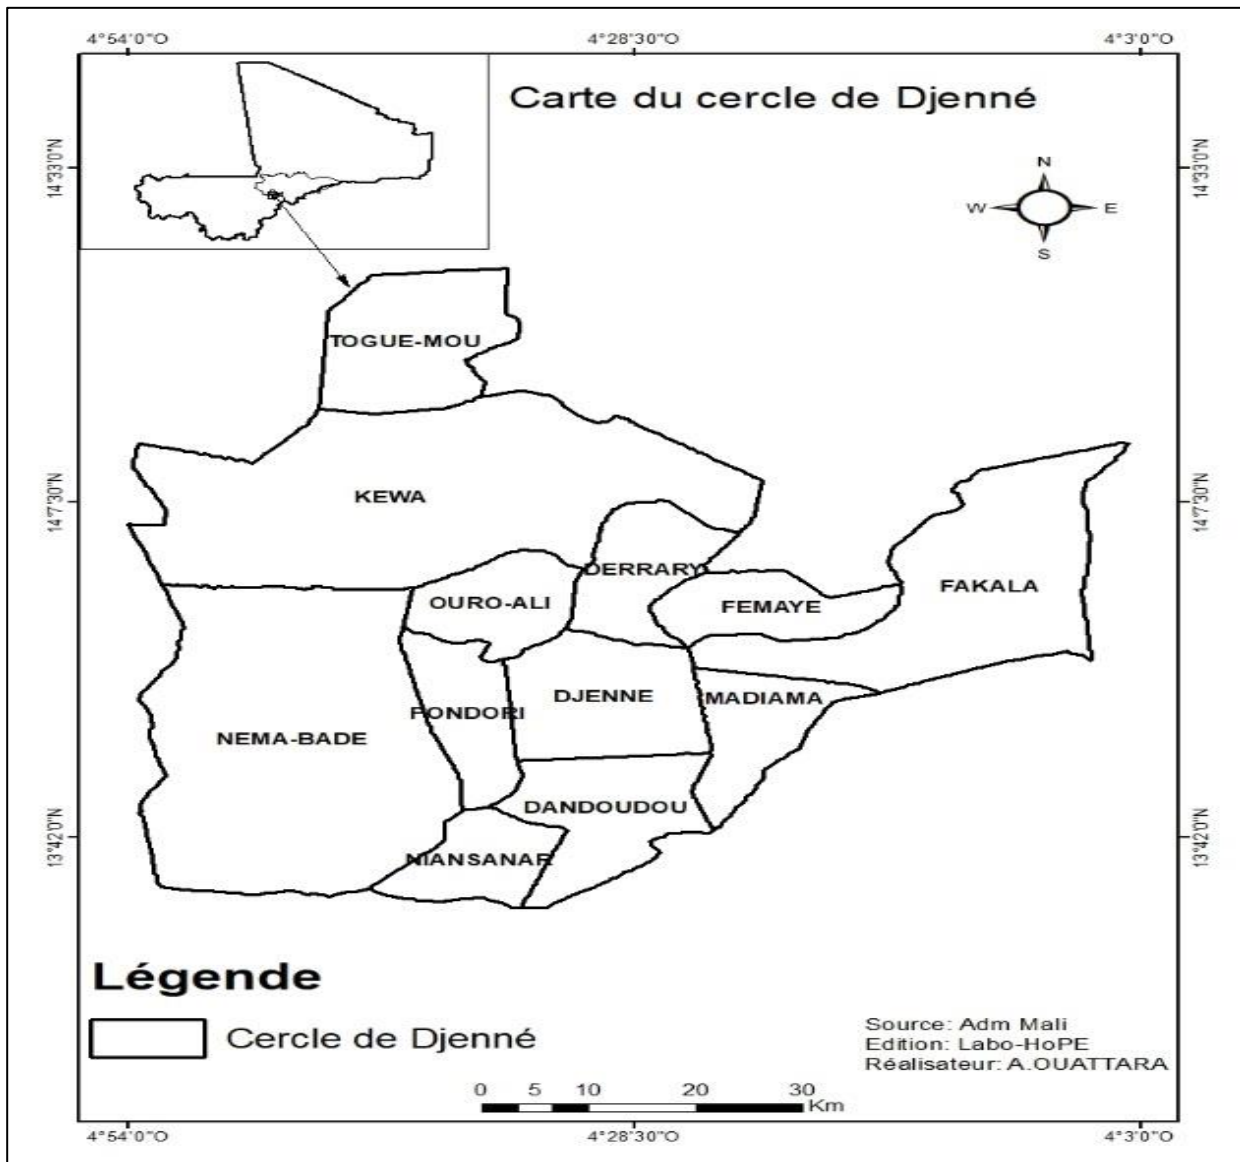 4°54'0"O 4°28'30"O 4°3'0"O
Carte du cercle de Djenné
14°33'0"N
14°33'0"N
N
W E
S
TOGUE-MOU
KEWA
14°7'30"N
14°7'30"N
DERRARY
FAKALA
OURO-ALI
FEMAYE
DJENNE
MADIAMA
FONDORI
NEMA-BADE
DANDOUDOU
13°42'0"N
13°42'0"N
NIANSANAR
Légende
Cercle de Djenné
Source: Adm Mali
Edition: Labo-HoPE
Réalisateur: A.OUATTARA
0 5 10 20 30
Km
4°54'0"O 4°28'30"O 4°3'0"O